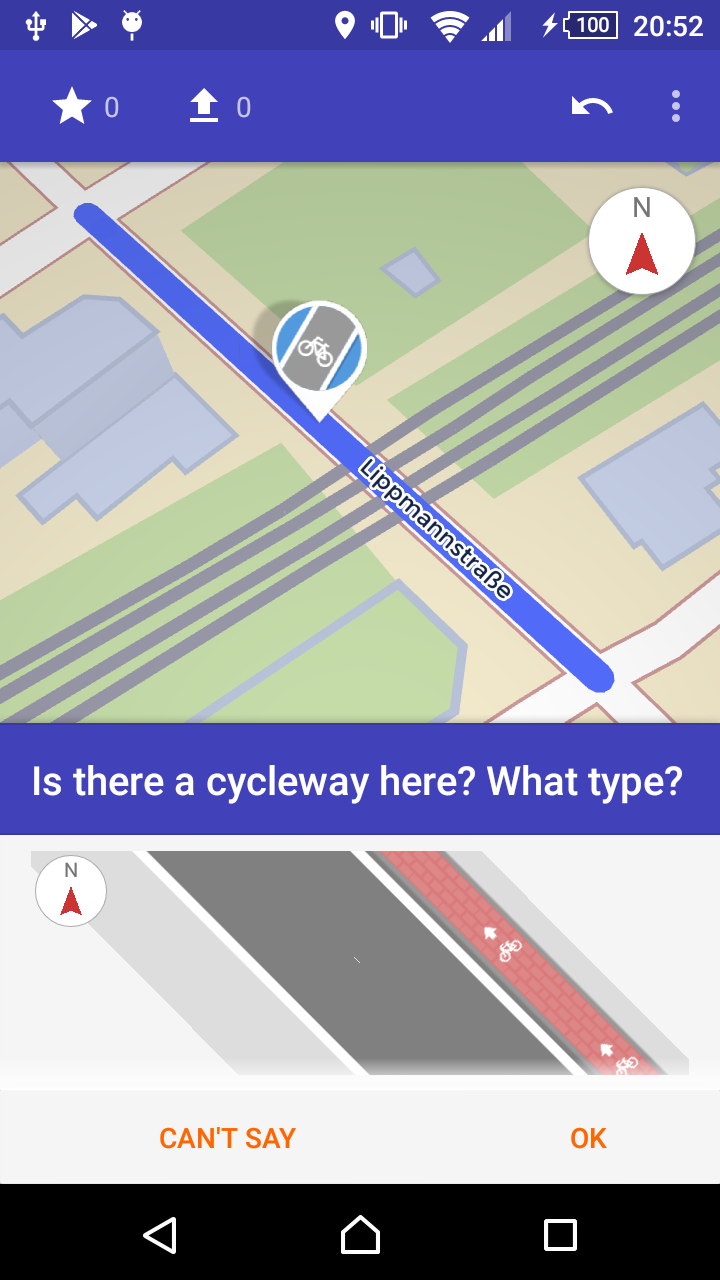 100 20:52
0 0
N
Lippmannstraße
Is there a cycleway here? What type?
N
CAN'T SAY OK